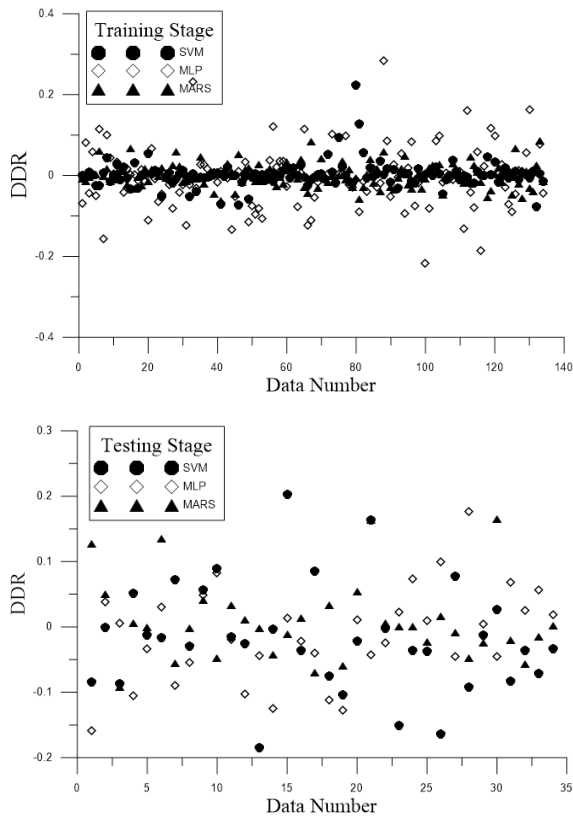 0.4
Training Stage
SVM
MLP
MARS
0.2
DDR
0
-0.2
-0.4
0 20 40 60 80 100 120 140
Data Number
0.3
Testing Stage
SVM
MLP
MARS
0.2
0.1
DDR
0
-0.1
-0.2
0 5 10 15 20 25 30 35
Data Number